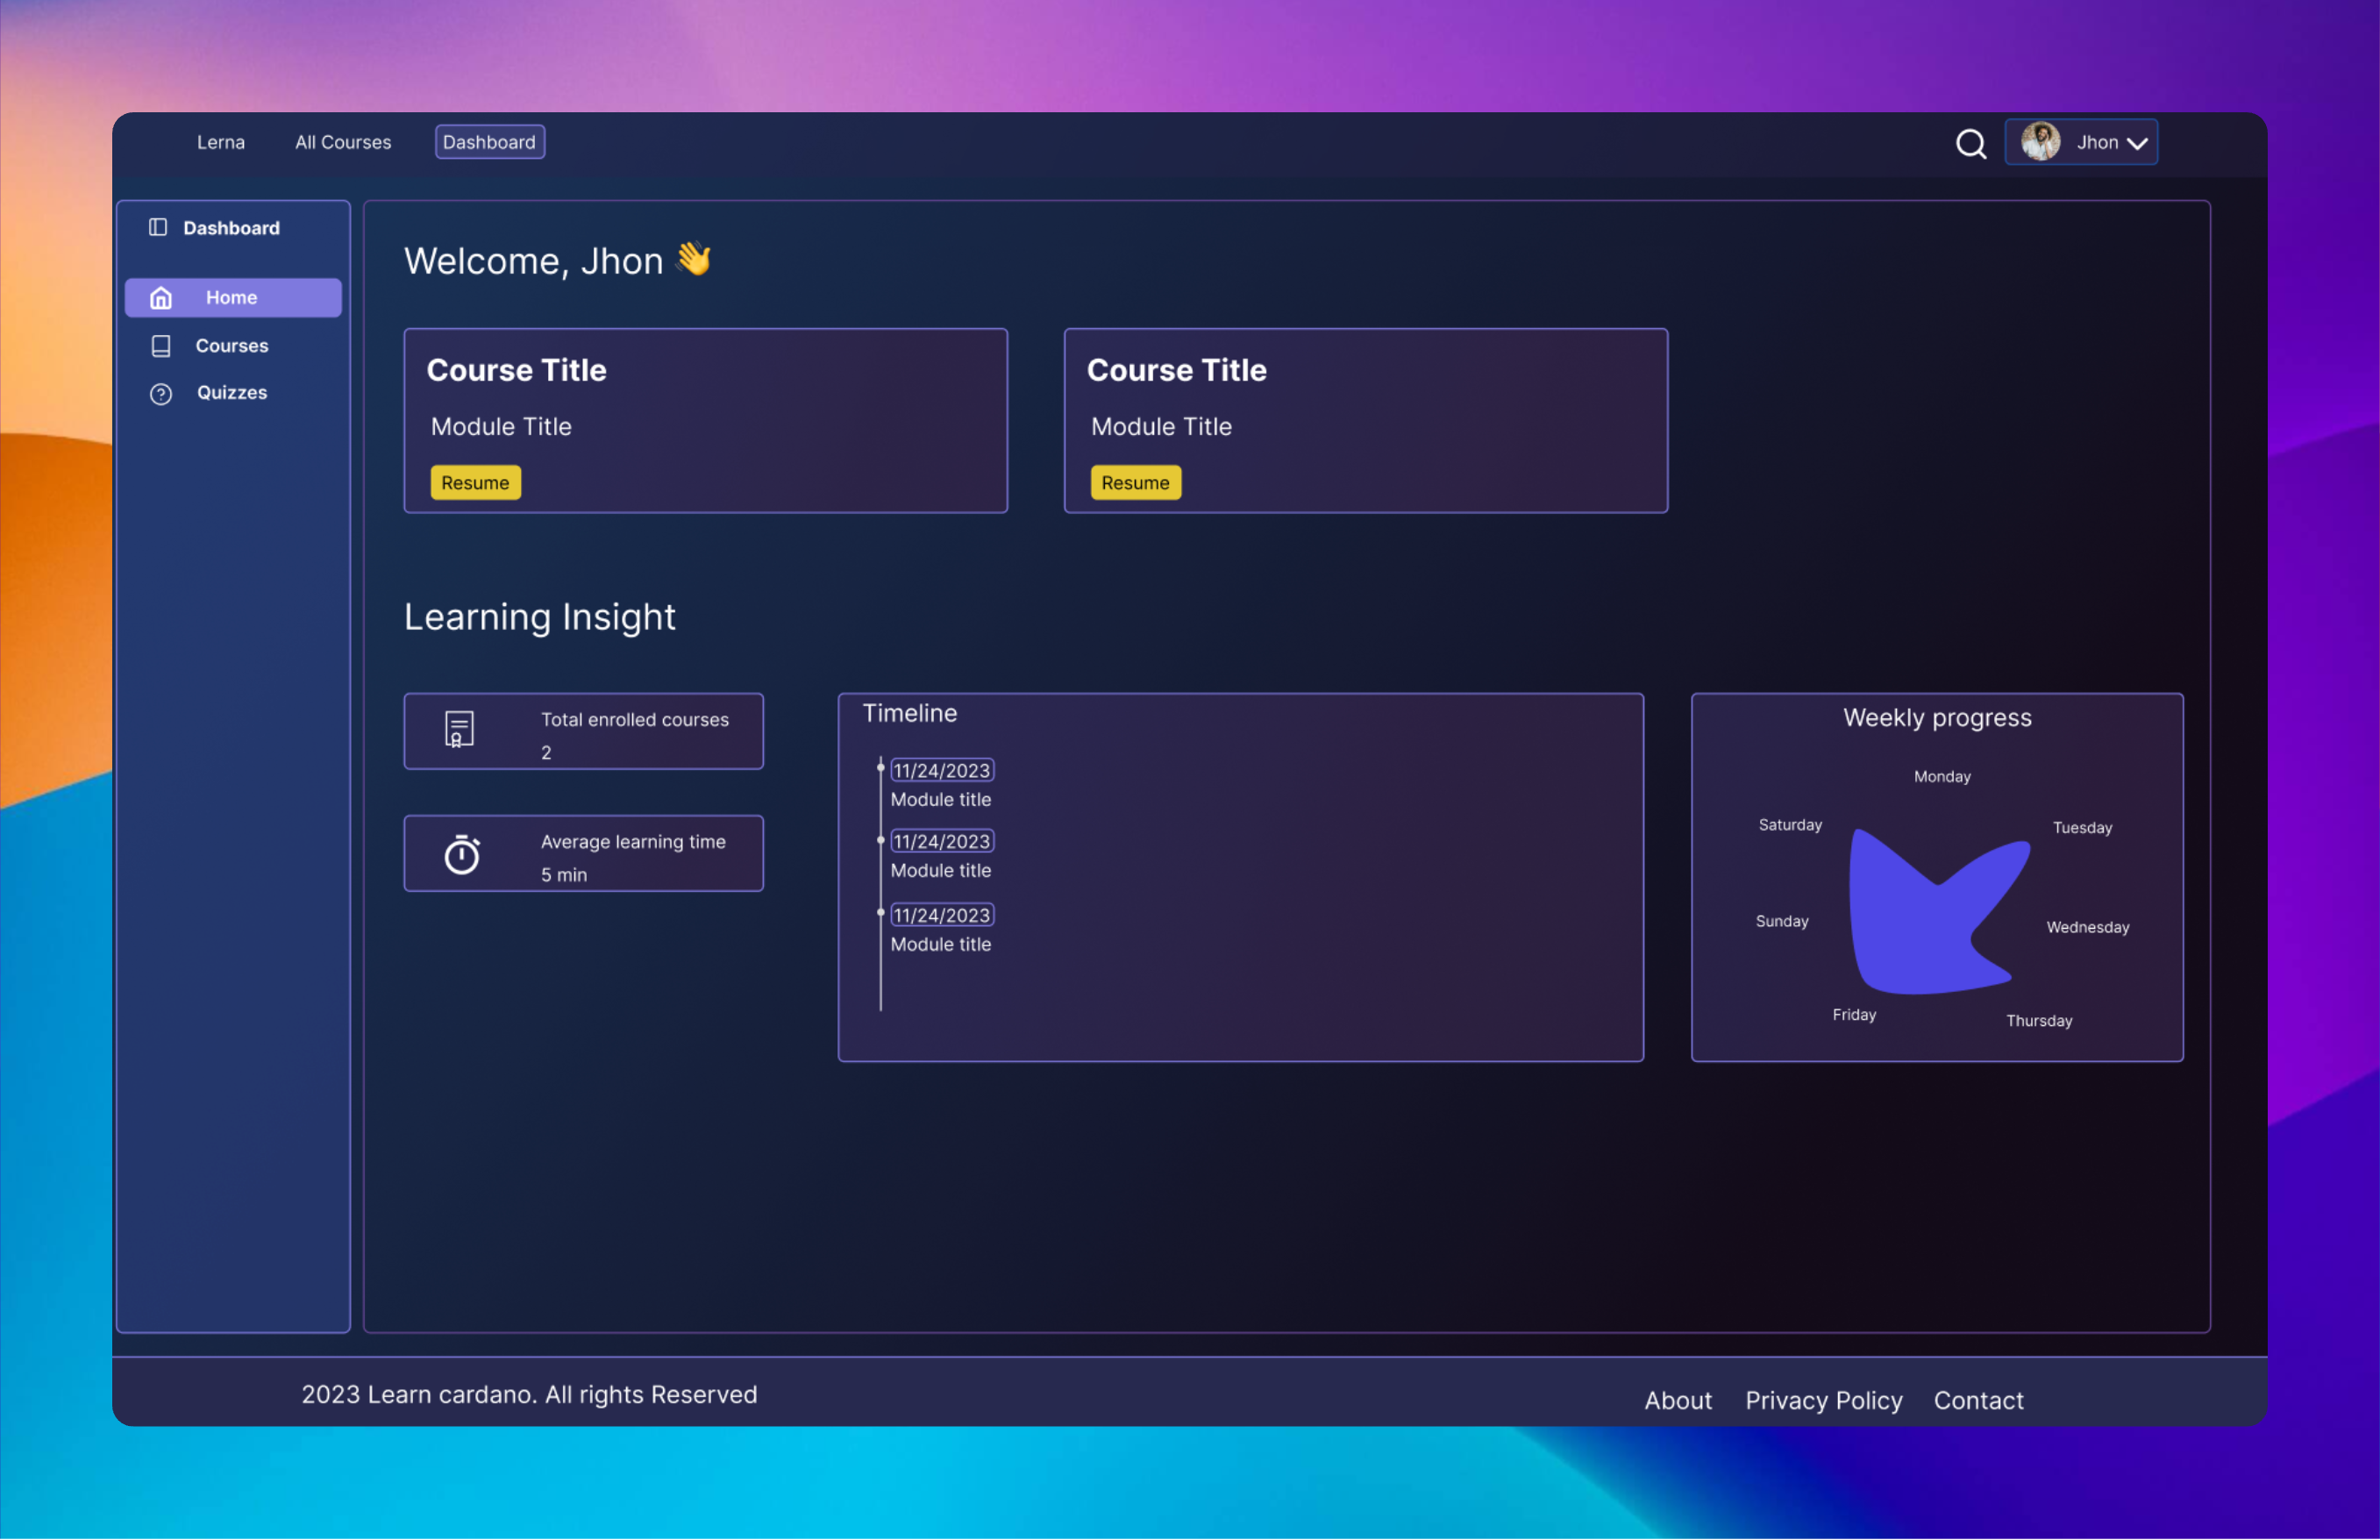 Lerna
All Courses
Dashboard
Jhon
Dashboard
Home
Courses
Quizzes
Welcome, Jhon 👋
Course Title
Module Title
Resume
Course Title
Module Title
Resume
Learning Insight
Total enrolled courses
2
Average learning time
5 min
Timeline
11/24/2023
Module title
11/24/2023
Module title
11/24/2023
Module title
Weekly progress
Monday
Tuesday
Wednesday
Thursday
Friday
Sunday
Saturday
2023 Learn cardano. All rights Reserved
About
Privacy Policy
Contact